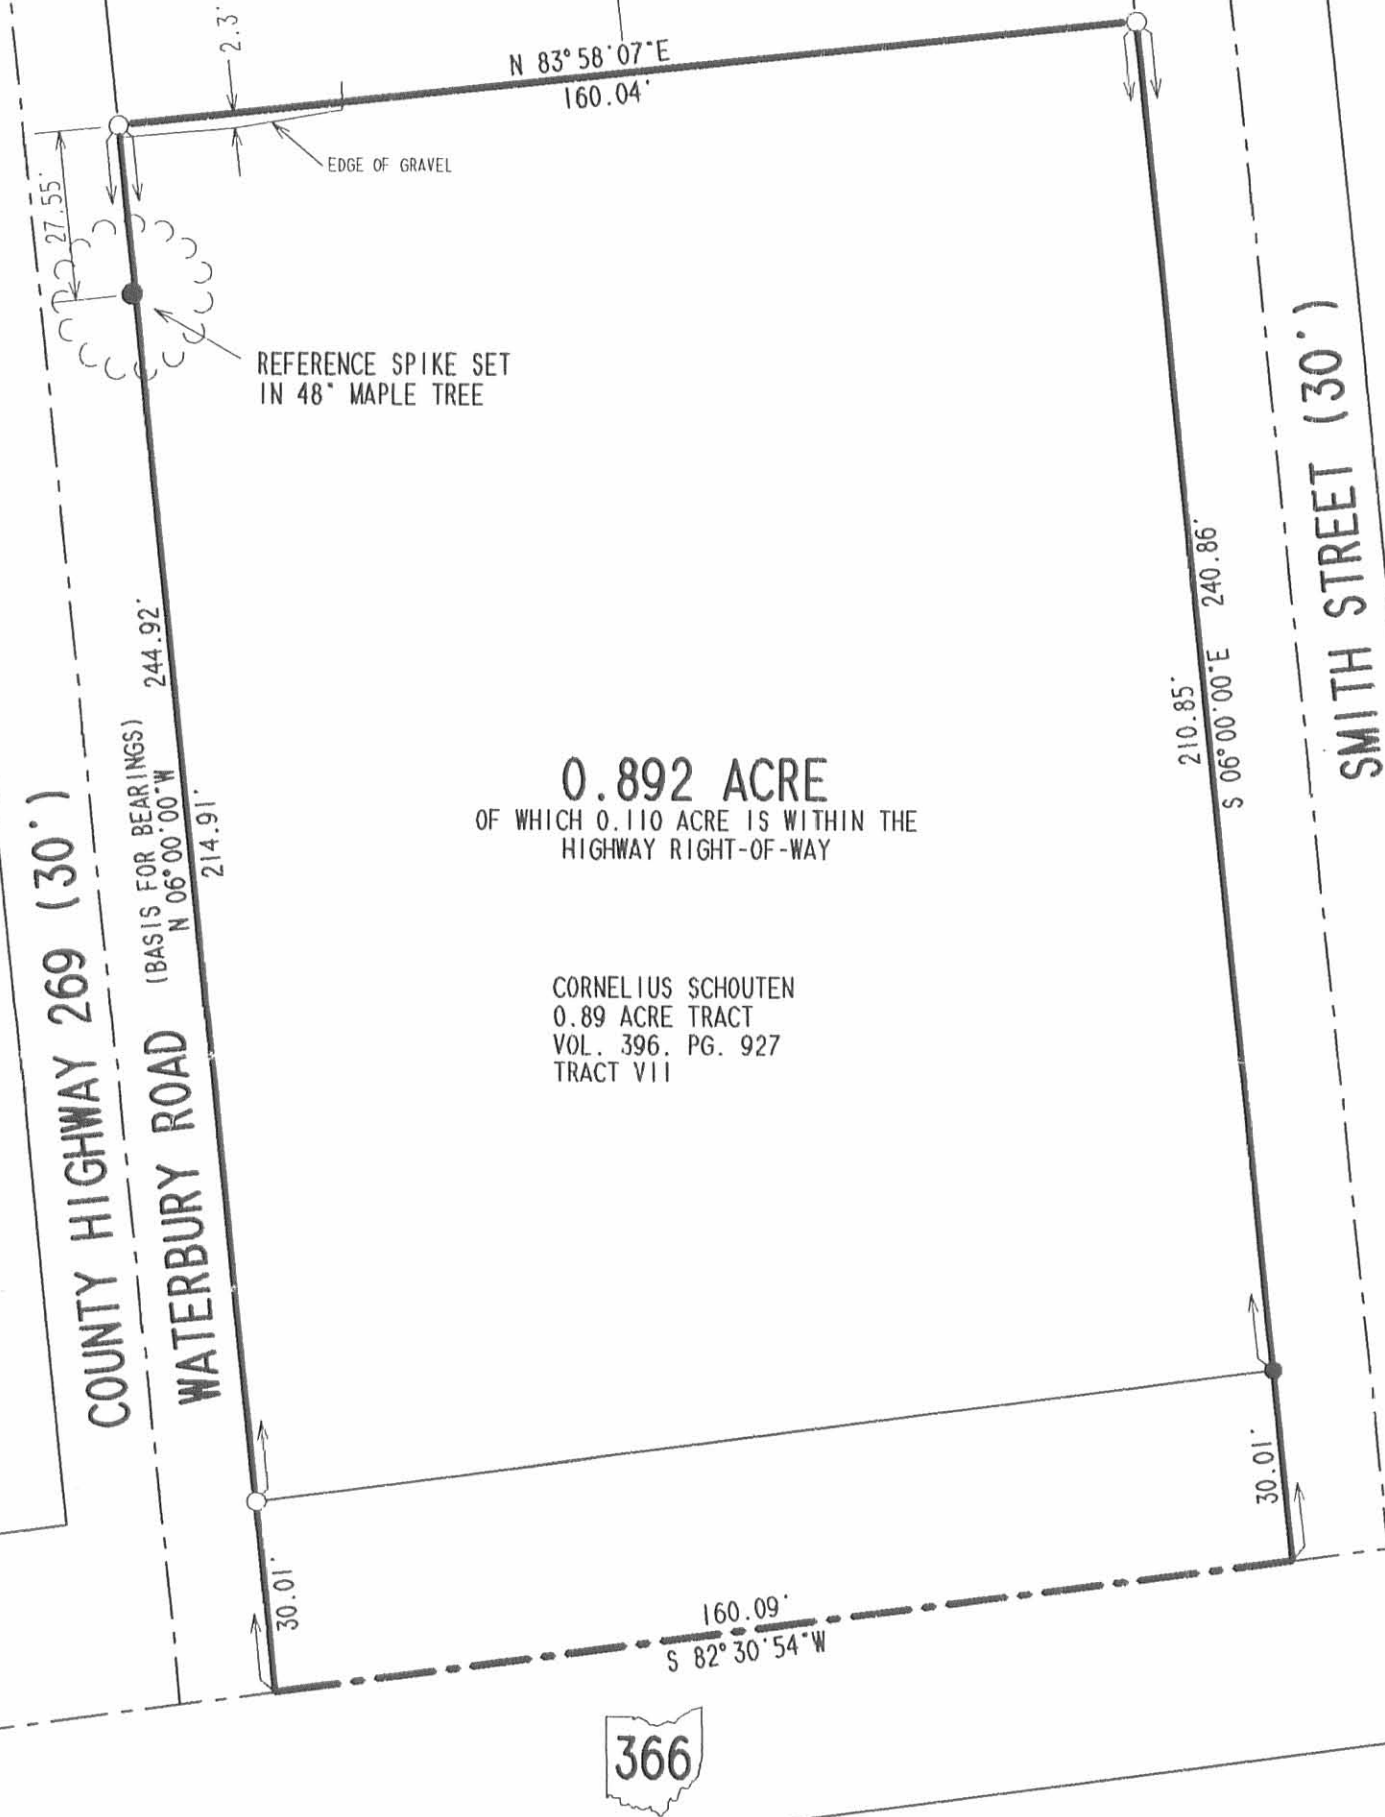 2.3'
N 83°58'07"E
160.04'
EDGE OF GRAVEL
27.55'
REFERENCE SPIKE SET
IN 48" MAPLE TREE
SMITH STREET (30')
240.86'
S 06°00'00"E
210.85'
244.92'
(BASIS FOR BEARINGS)
N 06°00'00"W
214.91'
0.892 ACRE
OF WHICH 0.110 ACRE IS WITHIN THE
HIGHWAY RIGHT-OF-WAY
CORNELIUS SCHOUTEN
0.89 ACRE TRACT
VOL. 396, PG. 927
TRACT VII
COUNTY HIGHWAY 269 (30')
WATERBURY ROAD
30.01'
30.01'
160.09'
S 82°30'54"W
366